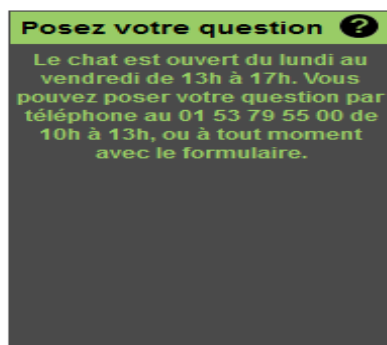 Posez votre question ?
Le chat est ouvert du lundi au
vendredi de 13h à 17h. Vous
pouvez poser votre question par
téléphone au 01 53 79 55 00 de
10h à 13h, ou à tout moment
avec le formulaire.